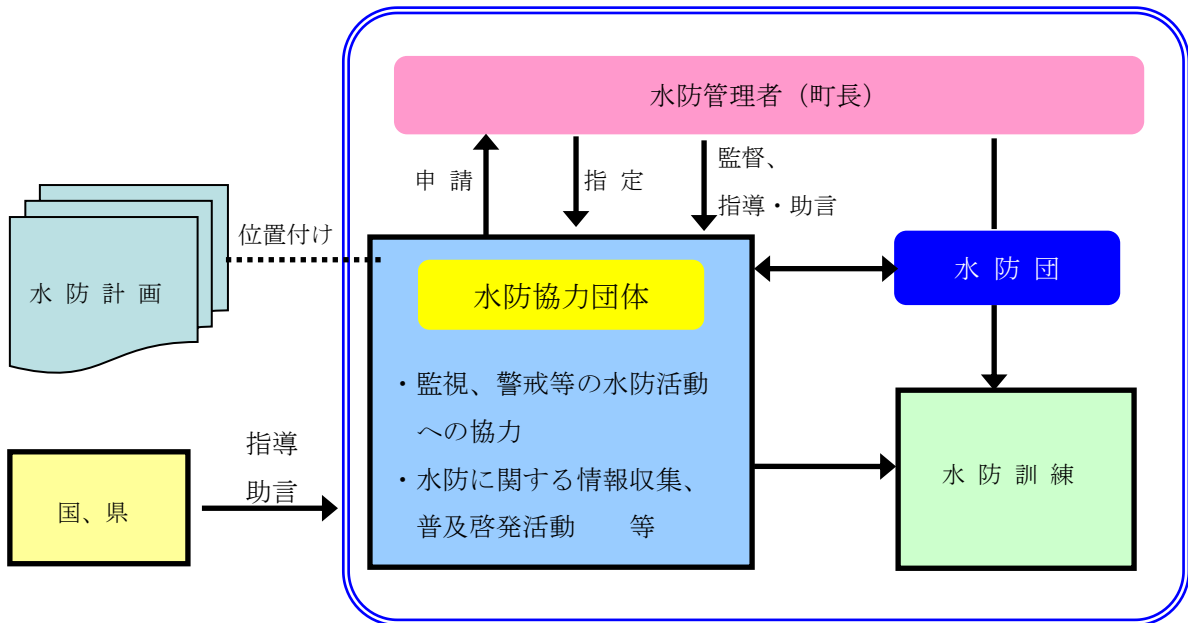 水防管理者（町長）
申 請
指 定
監督、
指導・助言
位置付け
水 防 計 画
水防協力団体
水 防 団
・監視、警戒等の水防活動
への協力
・水防に関する情報収集、
普及啓発活動　　等
水 防 訓 練
指導
助言
国、県